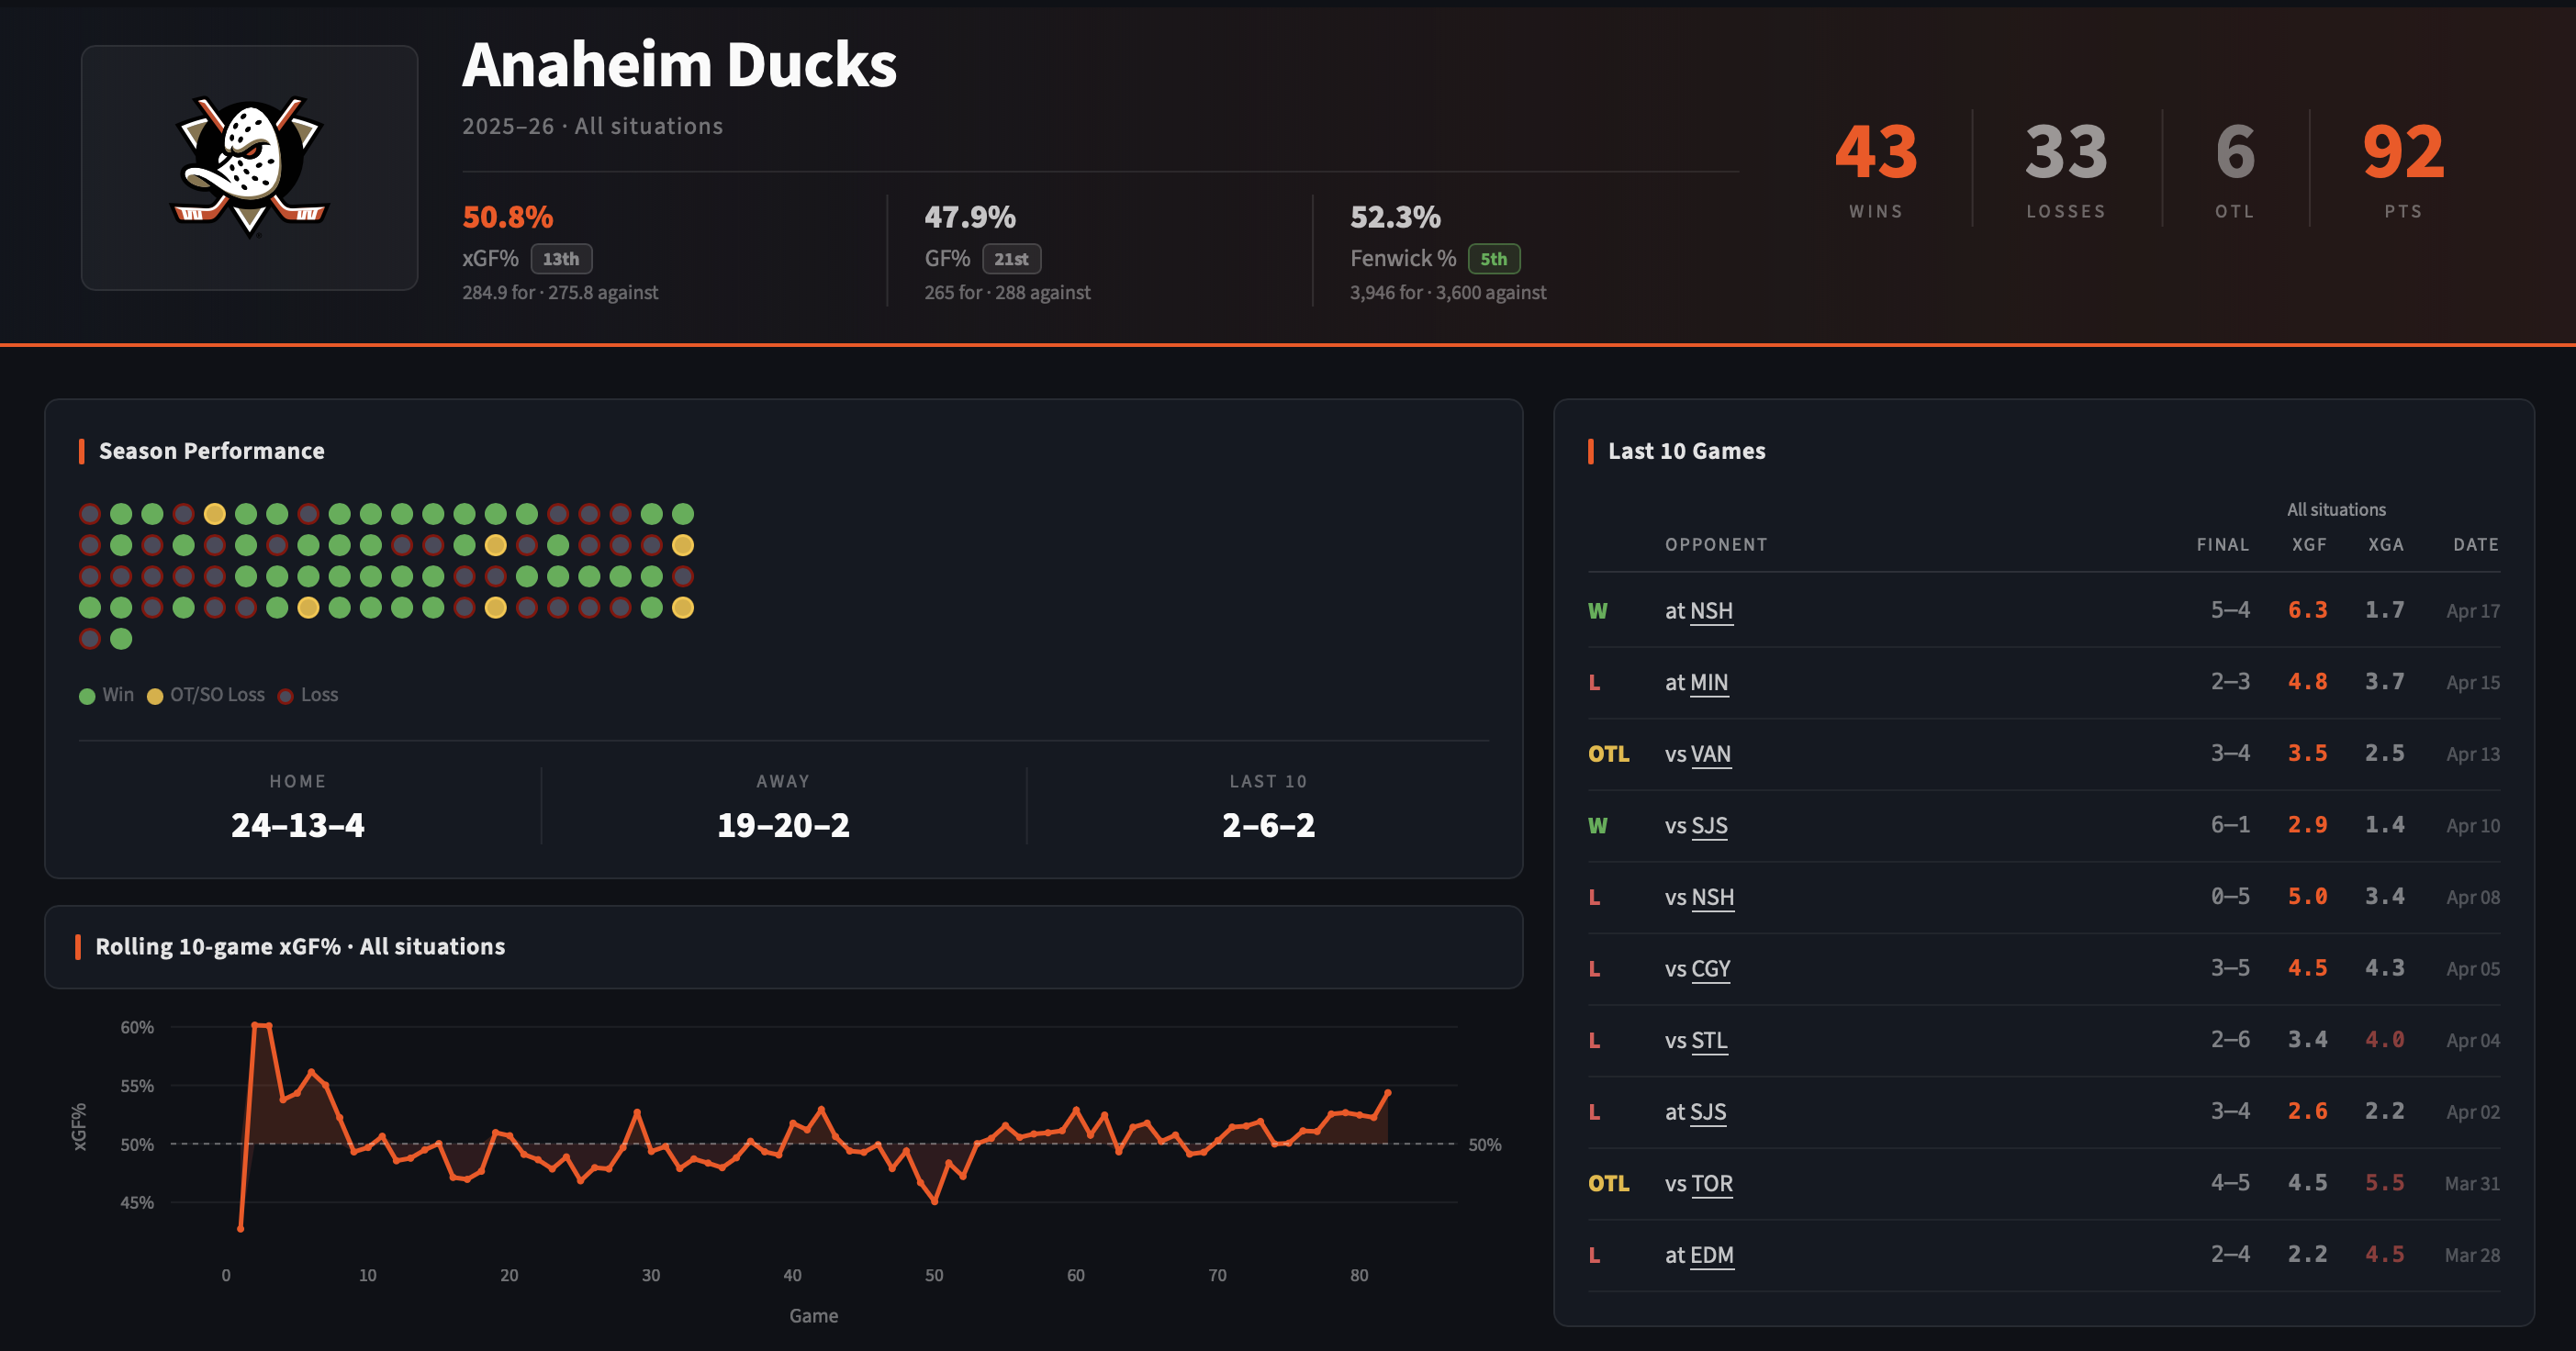 Anaheim Ducks
2025–26 · All situations
50.8%
xGF% 13th
284.9 for · 275.8 against
47.9%
GF% 21st
265 for · 288 against
52.3%
Fenwick % 5th
3,946 for · 3,600 against
43
WINS
33
LOSSES
6
OTL
92
PTS
Season Performance
Win OT/SO Loss Loss
HOME
24–13–4
AWAY
19–20–2
LAST 10
2–6–2
Rolling 10-game xGF% · All situations
60%
55%
50%
45%
50%
xGF%
0 10 20 30 40 50 60 70 80
Game
Last 10 Games
All situations
OPPONENT FINAL XGF XGA DATE
W at NSH 5–4 6.3 1.7 Apr 17
L at MIN 2–3 4.8 3.7 Apr 15
OTL vs VAN 3–4 3.5 2.5 Apr 13
W vs SJS 6–1 2.9 1.4 Apr 10
L vs NSH 0–5 5.0 3.4 Apr 08
L vs CGY 3–5 4.5 4.3 Apr 05
L vs STL 2–6 3.4 4.0 Apr 04
L at SJS 3–4 2.6 2.2 Apr 02
OTL vs TOR 4–5 4.5 5.5 Mar 31
L at EDM 2–4 2.2 4.5 Mar 28